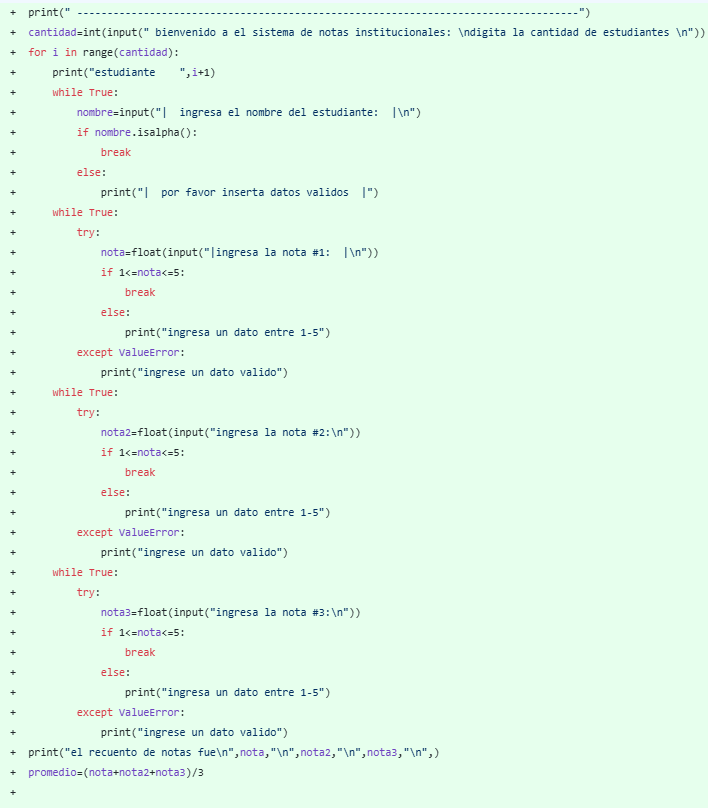 + print(" -----------------------------------------------------------------------------------")
+ cantidad=int(input(" bienvenido a el sistema de notas institucionales: \ndigita la cantidad de estudiantes \n"))
+ for i in range(cantidad):
+     print("estudiante    ",i+1)
+     while True:
+         nombre=input("|  ingresa el nombre del estudiante:  |\n")
+         if nombre.isalpha():
+             break
+         else:
+             print("|  por favor inserta datos validos  |")
+     while True:
+         try:
+             nota=float(input("|ingresa la nota #1:  |\n"))
+             if 1<=nota<=5:
+                 break
+             else:
+                 print("ingresa un dato entre 1-5")
+         except ValueError:
+             print("ingrese un dato valido")
+     while True:
+         try:
+             nota2=float(input("ingresa la nota #2:\n"))
+             if 1<=nota<=5:
+                 break
+             else:
+                 print("ingresa un dato entre 1-5")
+         except ValueError:
+             print("ingrese un dato valido")
+     while True:
+         try:
+             nota3=float(input("ingresa la nota #3:\n"))
+             if 1<=nota<=5:
+                 break
+             else:
+                 print("ingresa un dato entre 1-5")
+         except ValueError:
+             print("ingrese un dato valido")
+ print("el recuento de notas fue\n",nota,"\n",nota2,"\n",nota3,"\n",)
+ promedio=(nota+nota2+nota3)/3
+